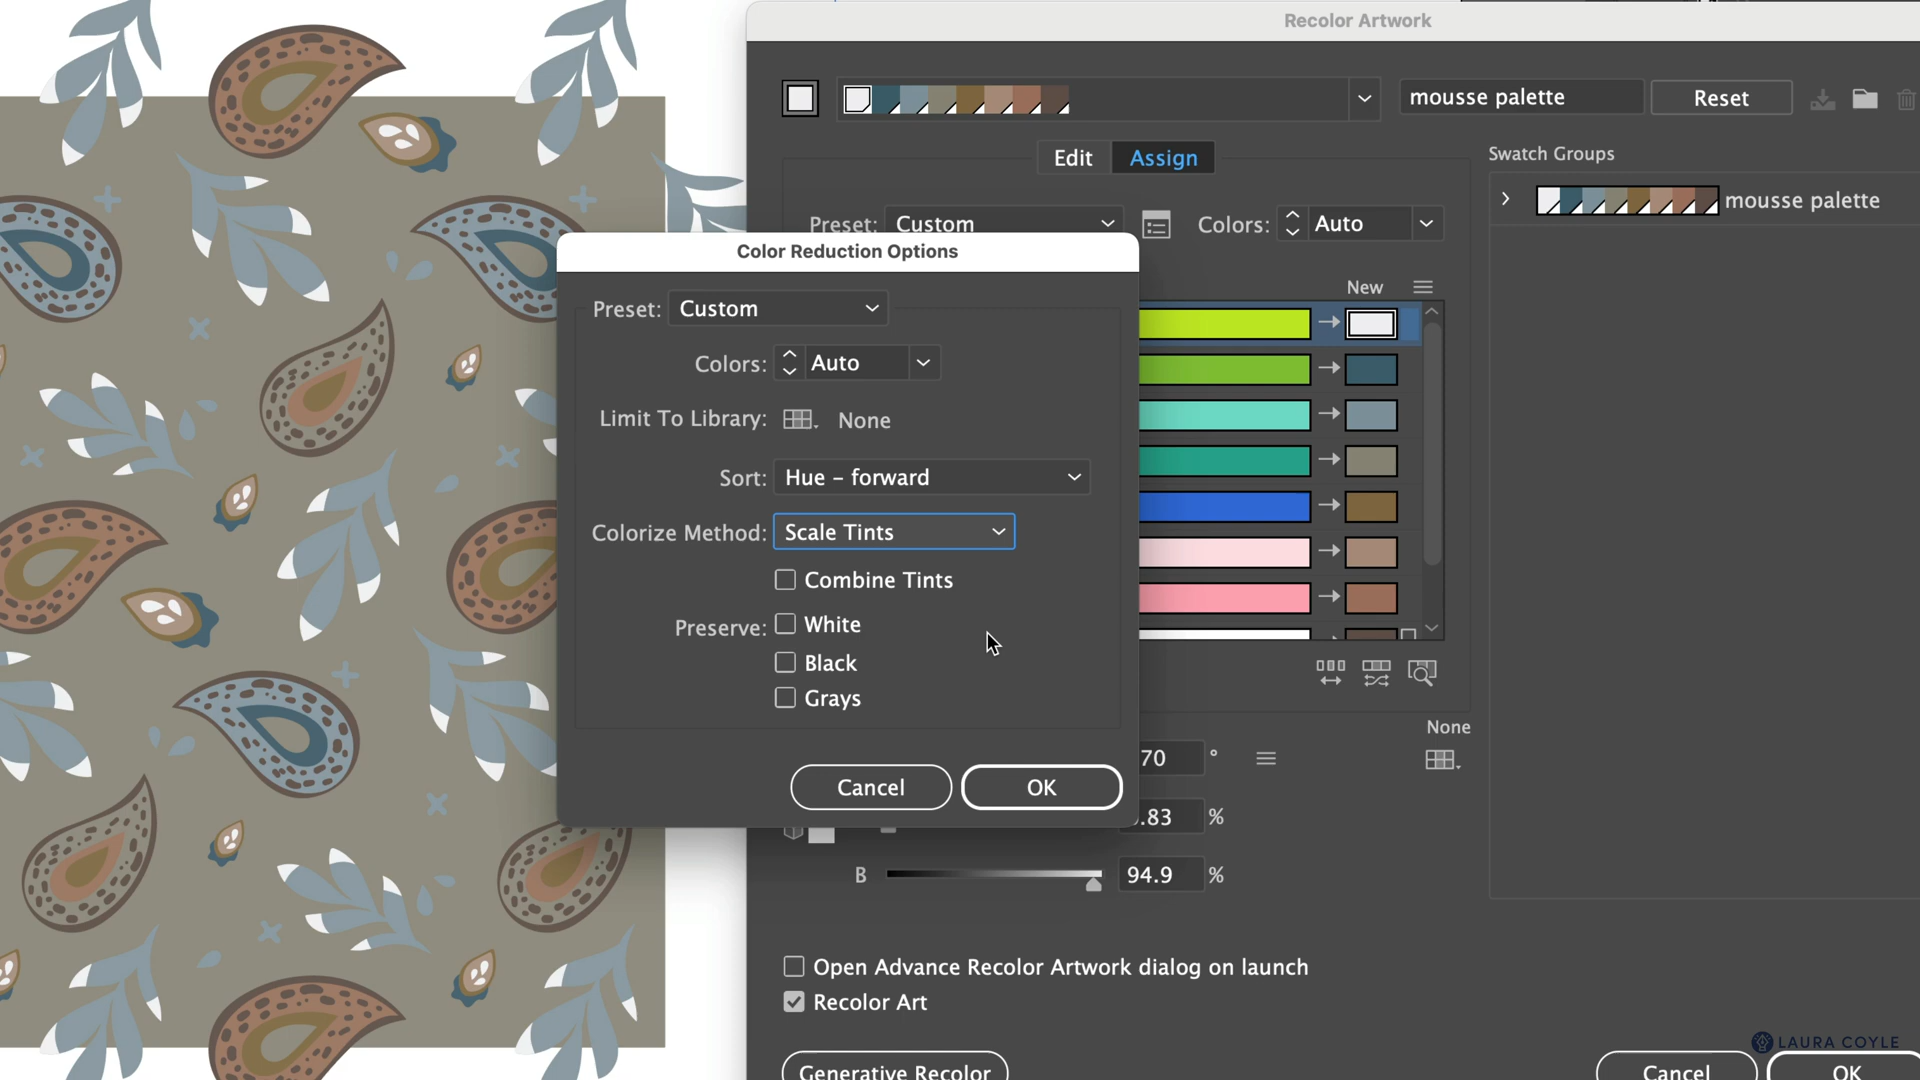 Recolor Artwork
mousse palette
Reset
Edit
Assign
Swatch Groups
mousse palette
Preset: Custom
Colors: Auto
New
Color Reduction Options
Preset: Custom
Colors: Auto
Limit To Library: None
Sort: Hue – forward
Colorize Method: Scale Tints
Combine Tints
Preserve: White
Black
Grays
Cancel
OK
None
70 °
.83 %
B 94.9 %
Open Advance Recolor Artwork dialog on launch
Recolor Art
LAURA COYLE
Generative Recolor
Cancel
OK